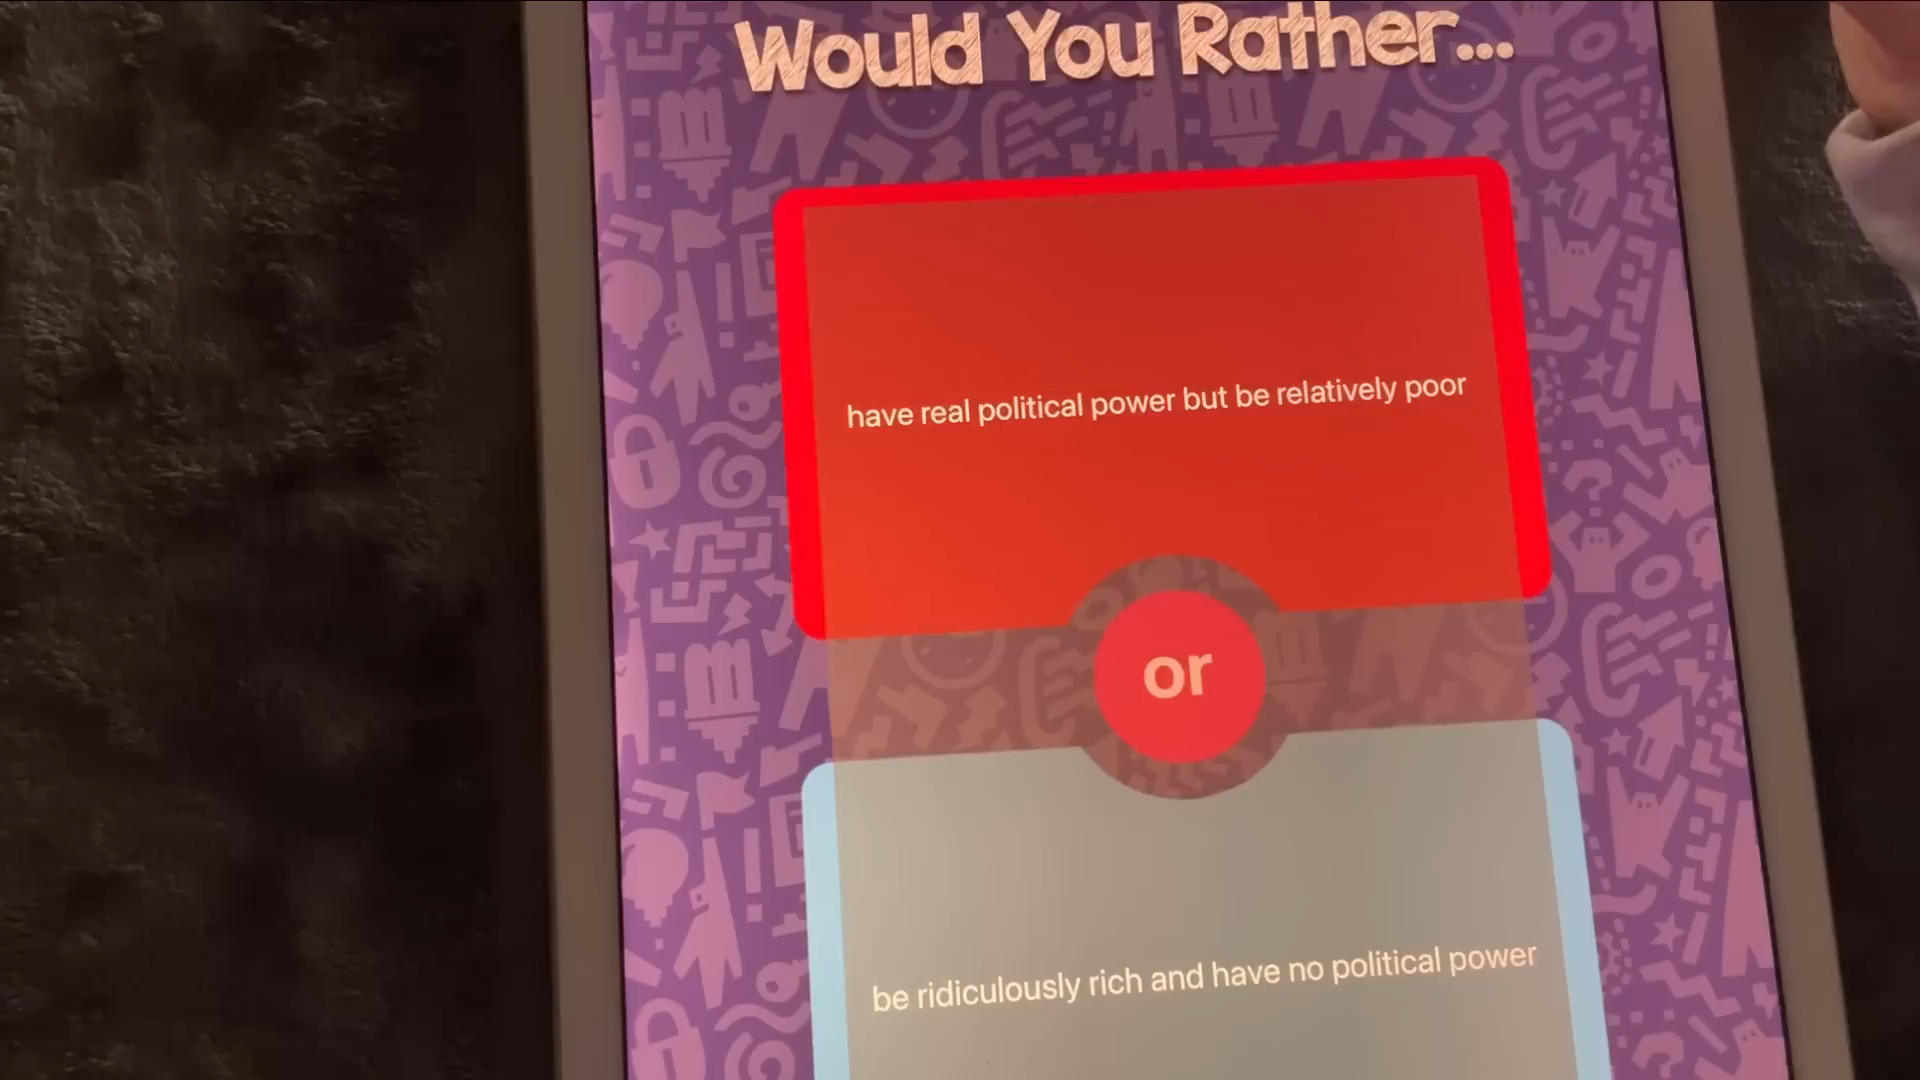 Would You Rather...
have real political power but be relatively poor
or
be ridiculously rich and have no political power